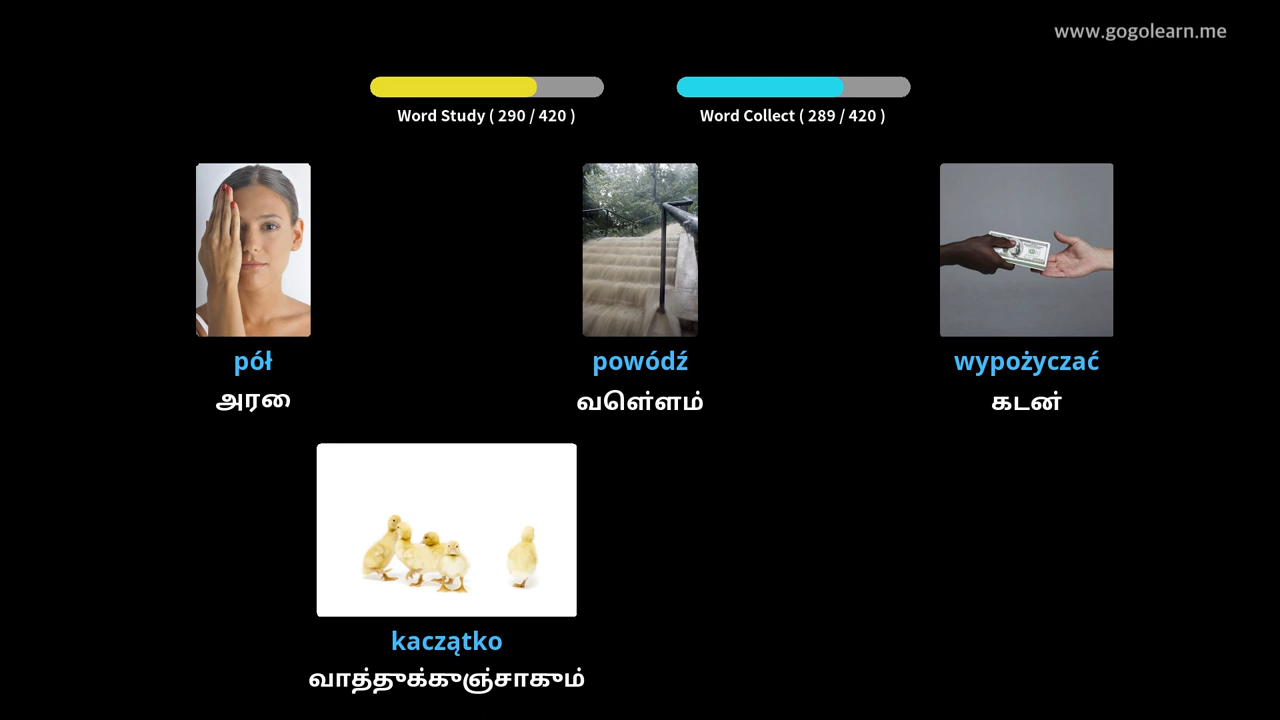 www.gogolearn.me
Word Study ( 290 / 420 )
Word Collect ( 289 / 420 )
pół
powódź
wypożyczać
அரை
வெள்ளம்
கடன்
kaczątko
வாத்துக்குஞ்சாகும்